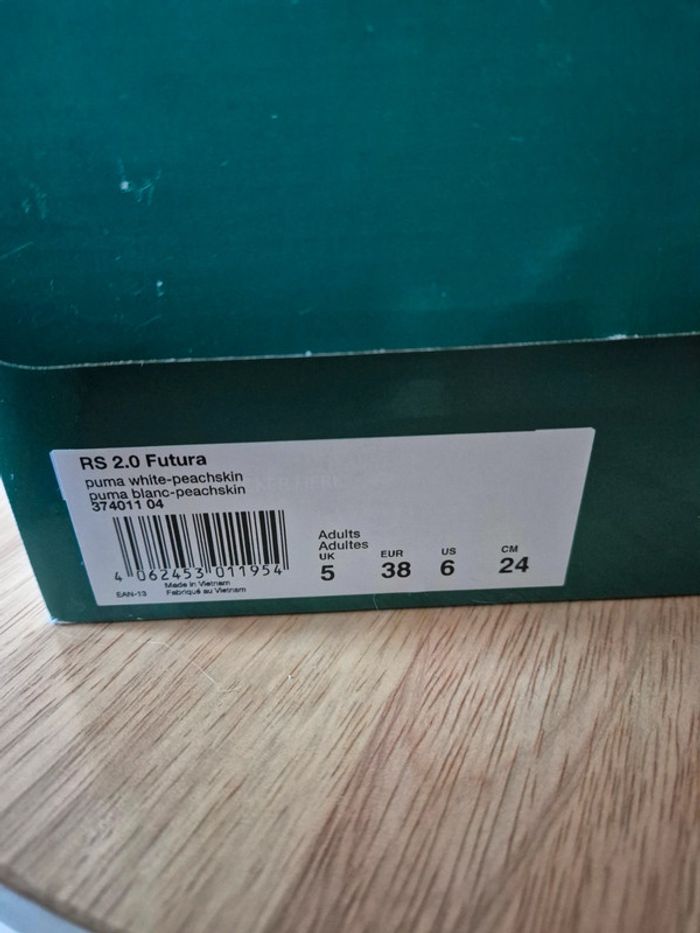 RS 2.0 Futura
puma white-peachskin
puma blanc-peachskin
374011 04
4 062453 011954
EAN-13
Made in Vietnam
Fabriqué au Vietnam
Adults
Adultes
UK EUR US CM
5 38 6 24